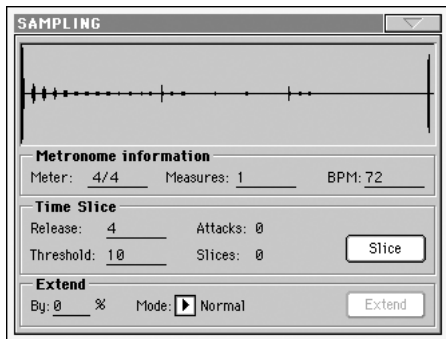 SAMPLING
Metronome information
Meter: 4/4 Measures: 1 BPM: 72
Time Slice
Release: 4 Attacks: 0
Threshold: 10 Slices: 0
Slice
Extend
By: 0 % Mode: Normal Extend